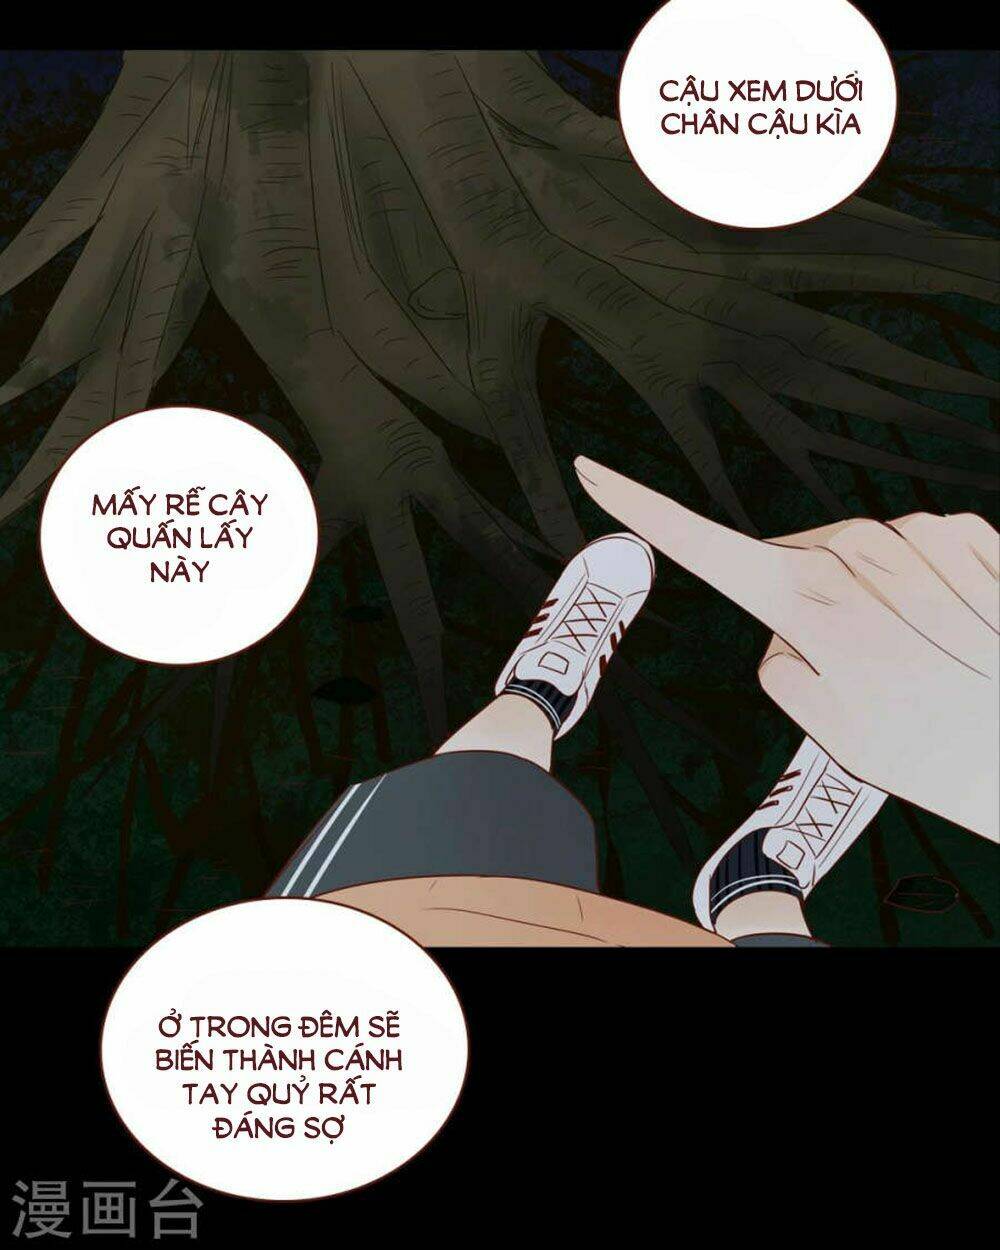 CẬU XEM DƯỚI
CHÂN CẬU KÌA
MẤY RỄ CÂY
QUẤN LẤY
NÀY
Ở TRONG ĐÊM SẼ
BIẾN THÀNH CÁNH
TAY QUỶ RẤT
ĐÁNG SỢ
漫画台